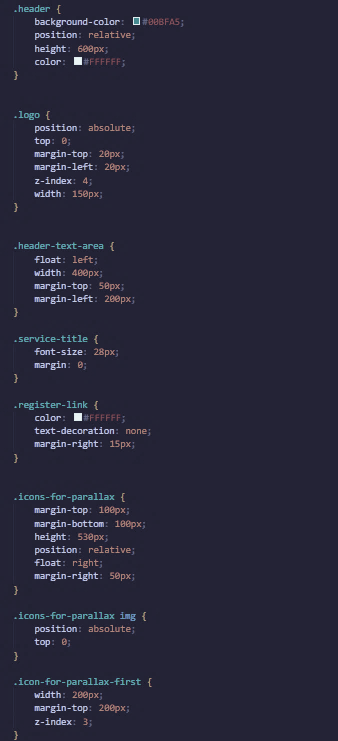 .header {
background-color: #00BFA5;
position: relative;
height: 600px;
color: #FFFFFF;
}
.logo {
position: absolute;
top: 0;
margin-top: 20px;
margin-left: 20px;
z-index: 4;
width: 150px;
}
.header-text-area {
float: left;
width: 400px;
margin-top: 50px;
margin-left: 200px;
}
.service-title {
font-size: 28px;
margin: 0;
}
.register-link {
color: #FFFFFF;
text-decoration: none;
margin-right: 15px;
}
.icons-for-parallax {
margin-top: 100px;
margin-bottom: 100px;
height: 530px;
position: relative;
float: right;
margin-right: 50px;
}
.icons-for-parallax img {
position: absolute;
top: 0;
}
.icon-for-parallax-first {
width: 200px;
margin-top: 200px;
z-index: 3;
}